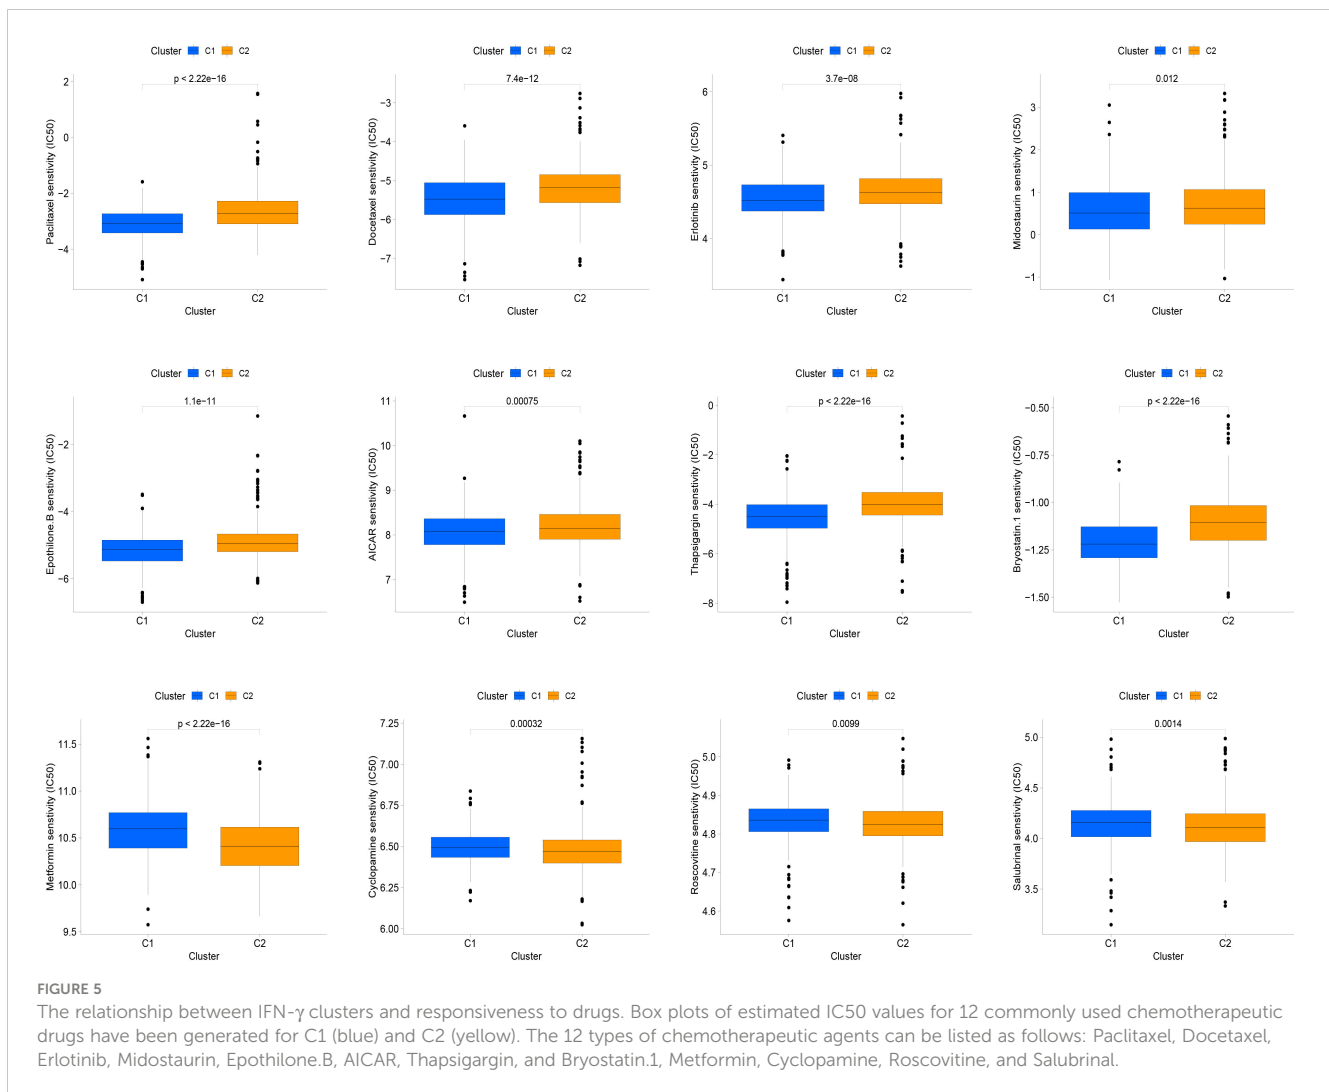 Cluster C1 C2
p < 2.22e−16
Paclitaxel senstivity (IC50)
2
0
−2
−4
C1 C2
Cluster
Cluster C1 C2
7.4e−12
Docetaxel senstivity (IC50)
−3
−4
−5
−6
−7
C1 C2
Cluster
Cluster C1 C2
3.7e−08
Erlotinib senstivity (IC50)
6
5
4
C1 C2
Cluster
Cluster C1 C2
0.012
Midostaurin senstivity (IC50)
3
2
1
0
−1
C1 C2
Cluster
Cluster C1 C2
1.1e−11
Epothilone.B senstivity (IC50)
−2
−4
−6
C1 C2
Cluster
Cluster C1 C2
0.00075
AICAR senstivity (IC50)
11
10
9
8
7
C1 C2
Cluster
Cluster C1 C2
p < 2.22e−16
Thapsigargin senstivity (IC50)
0
−2
−4
−6
−8
C1 C2
Cluster
Cluster C1 C2
p < 2.22e−16
Bryostatin.1 senstivity (IC50)
−0.50
−0.75
−1.00
−1.25
−1.50
C1 C2
Cluster
Cluster C1 C2
p < 2.22e−16
Metformin senstivity (IC50)
11.5
11.0
10.5
10.0
9.5
C1 C2
Cluster
Cluster C1 C2
0.00032
Cyclopamine senstivity (IC50)
7.25
7.00
6.75
6.50
6.25
6.00
C1 C2
Cluster
Cluster C1 C2
0.0099
Roscovitine senstivity (IC50)
5.0
4.9
4.8
4.7
4.6
C1 C2
Cluster
Cluster C1 C2
0.0014
Salubrinal senstivity (IC50)
5.0
4.5
4.0
3.5
C1 C2
Cluster
FIGURE 5
The relationship between IFN-γ clusters and responsiveness to drugs. Box plots of estimated IC50 values for 12 commonly used chemotherapeutic
drugs have been generated for C1 (blue) and C2 (yellow). The 12 types of chemotherapeutic agents can be listed as follows: Paclitaxel, Docetaxel,
Erlotinib, Midostaurin, Epothilone.B, AICAR, Thapsigargin, and Bryostatin.1, Metformin, Cyclopamine, Roscovitine, and Salubrinal.